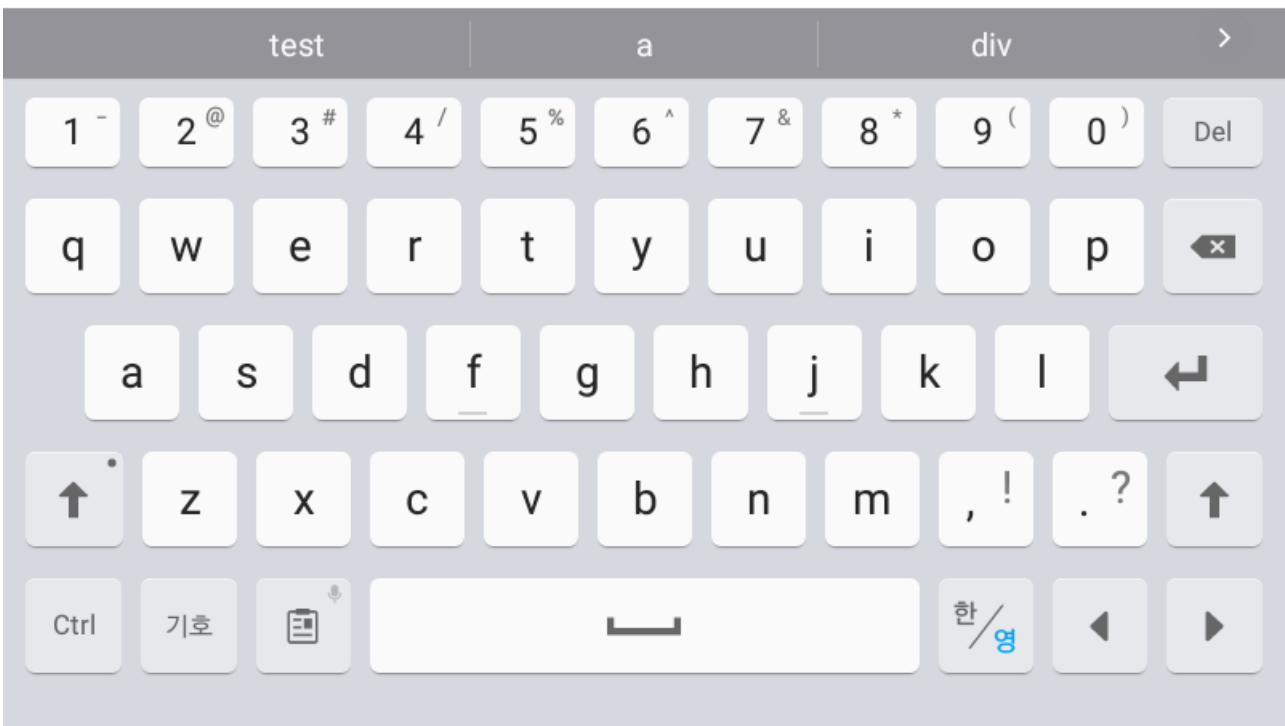 test a div >
1 - 2 @ 3 # 4 / 5 % 6 ^ 7 & 8 * 9 ( 0 ) Del
q w e r t y u i o p
a s d f g h j k l
z x c v b n m , ! . ?
Ctrl 기호 한/영